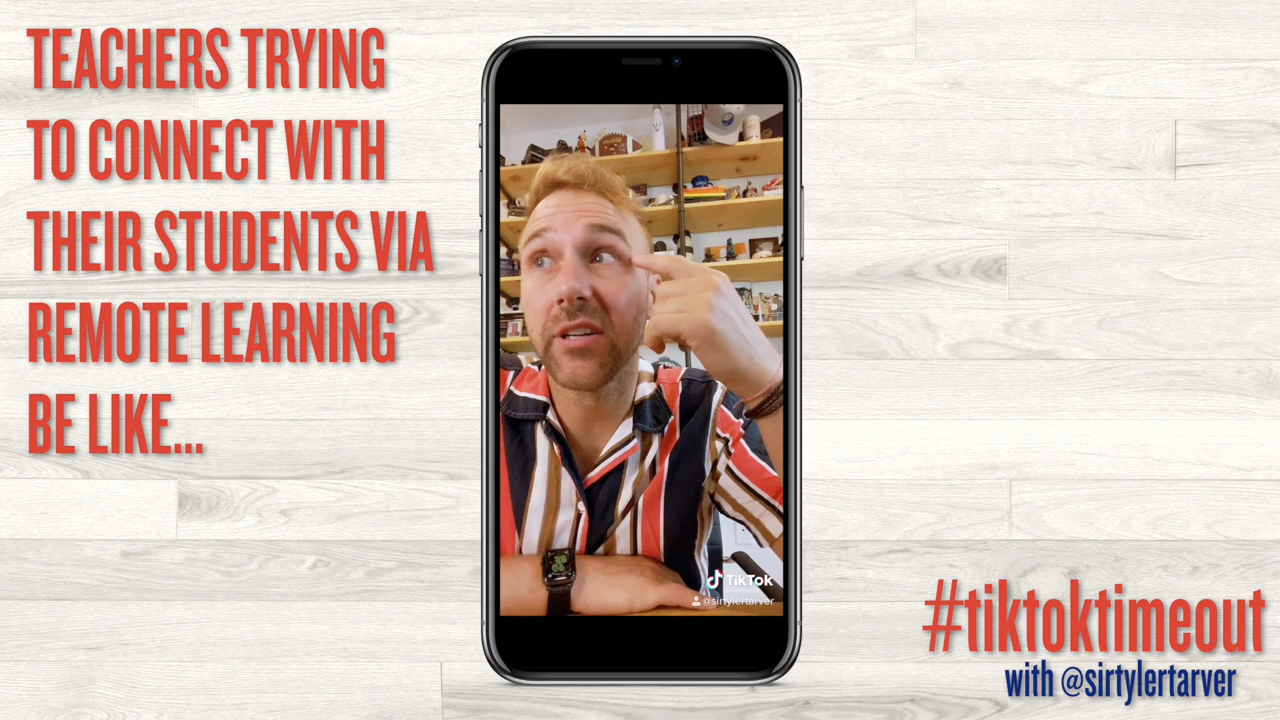 TEACHERS TRYING
TO CONNECT WITH
THEIR STUDENTS VIA
REMOTE LEARNING
BE LIKE...
TikTok
@sirtylertarver
#tiktoktimeout
with @sirtylertarver